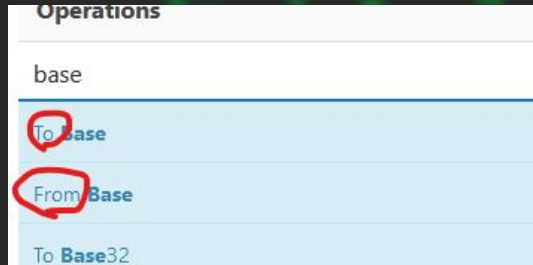 Operations
base
To Base
From Base
To Base32